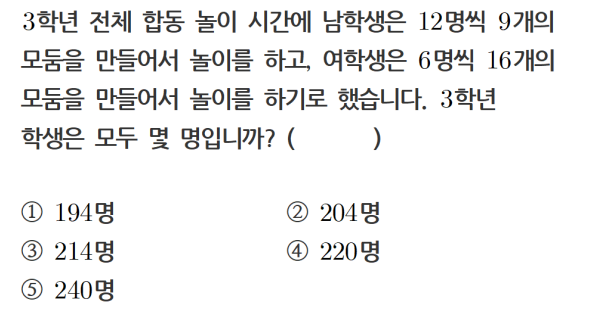 3학년 전체 합동 놀이 시간에 남학생은 12명씩 9개의
모둠을 만들어서 놀이를 하고, 여학생은 6명씩 16개의
모둠을 만들어서 놀이를 하기로 했습니다. 3학년
학생은 모두 몇 명입니까? (          )
① 194명 ② 204명
③ 214명 ④ 220명
⑤ 240명